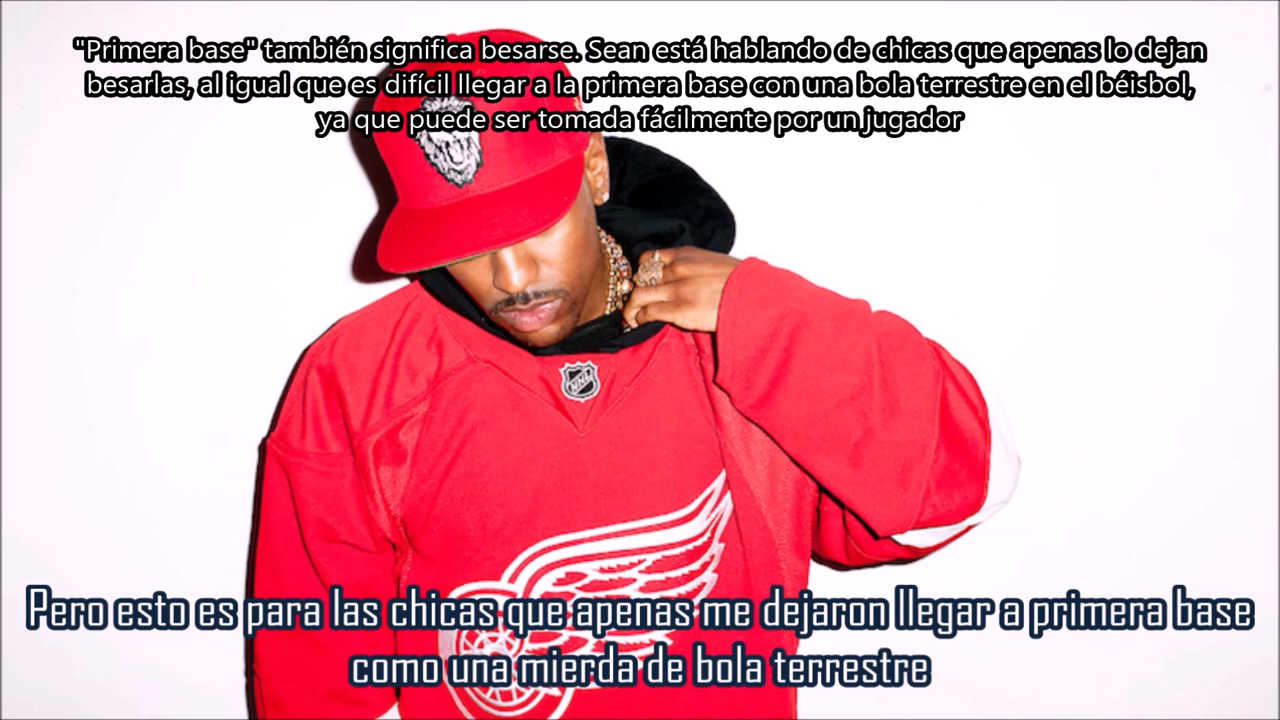 "Primera base" también significa besarse. Sean está hablando de chicas que apenas lo dejan
besarlas, al igual que es difícil llegar a la primera base con una bola terrestre en el béisbol,
ya que puede ser tomada fácilmente por un jugador
NHL
Pero esto es para las chicas que apenas me dejaron llegar a primera base
como una mierda de bola terrestre